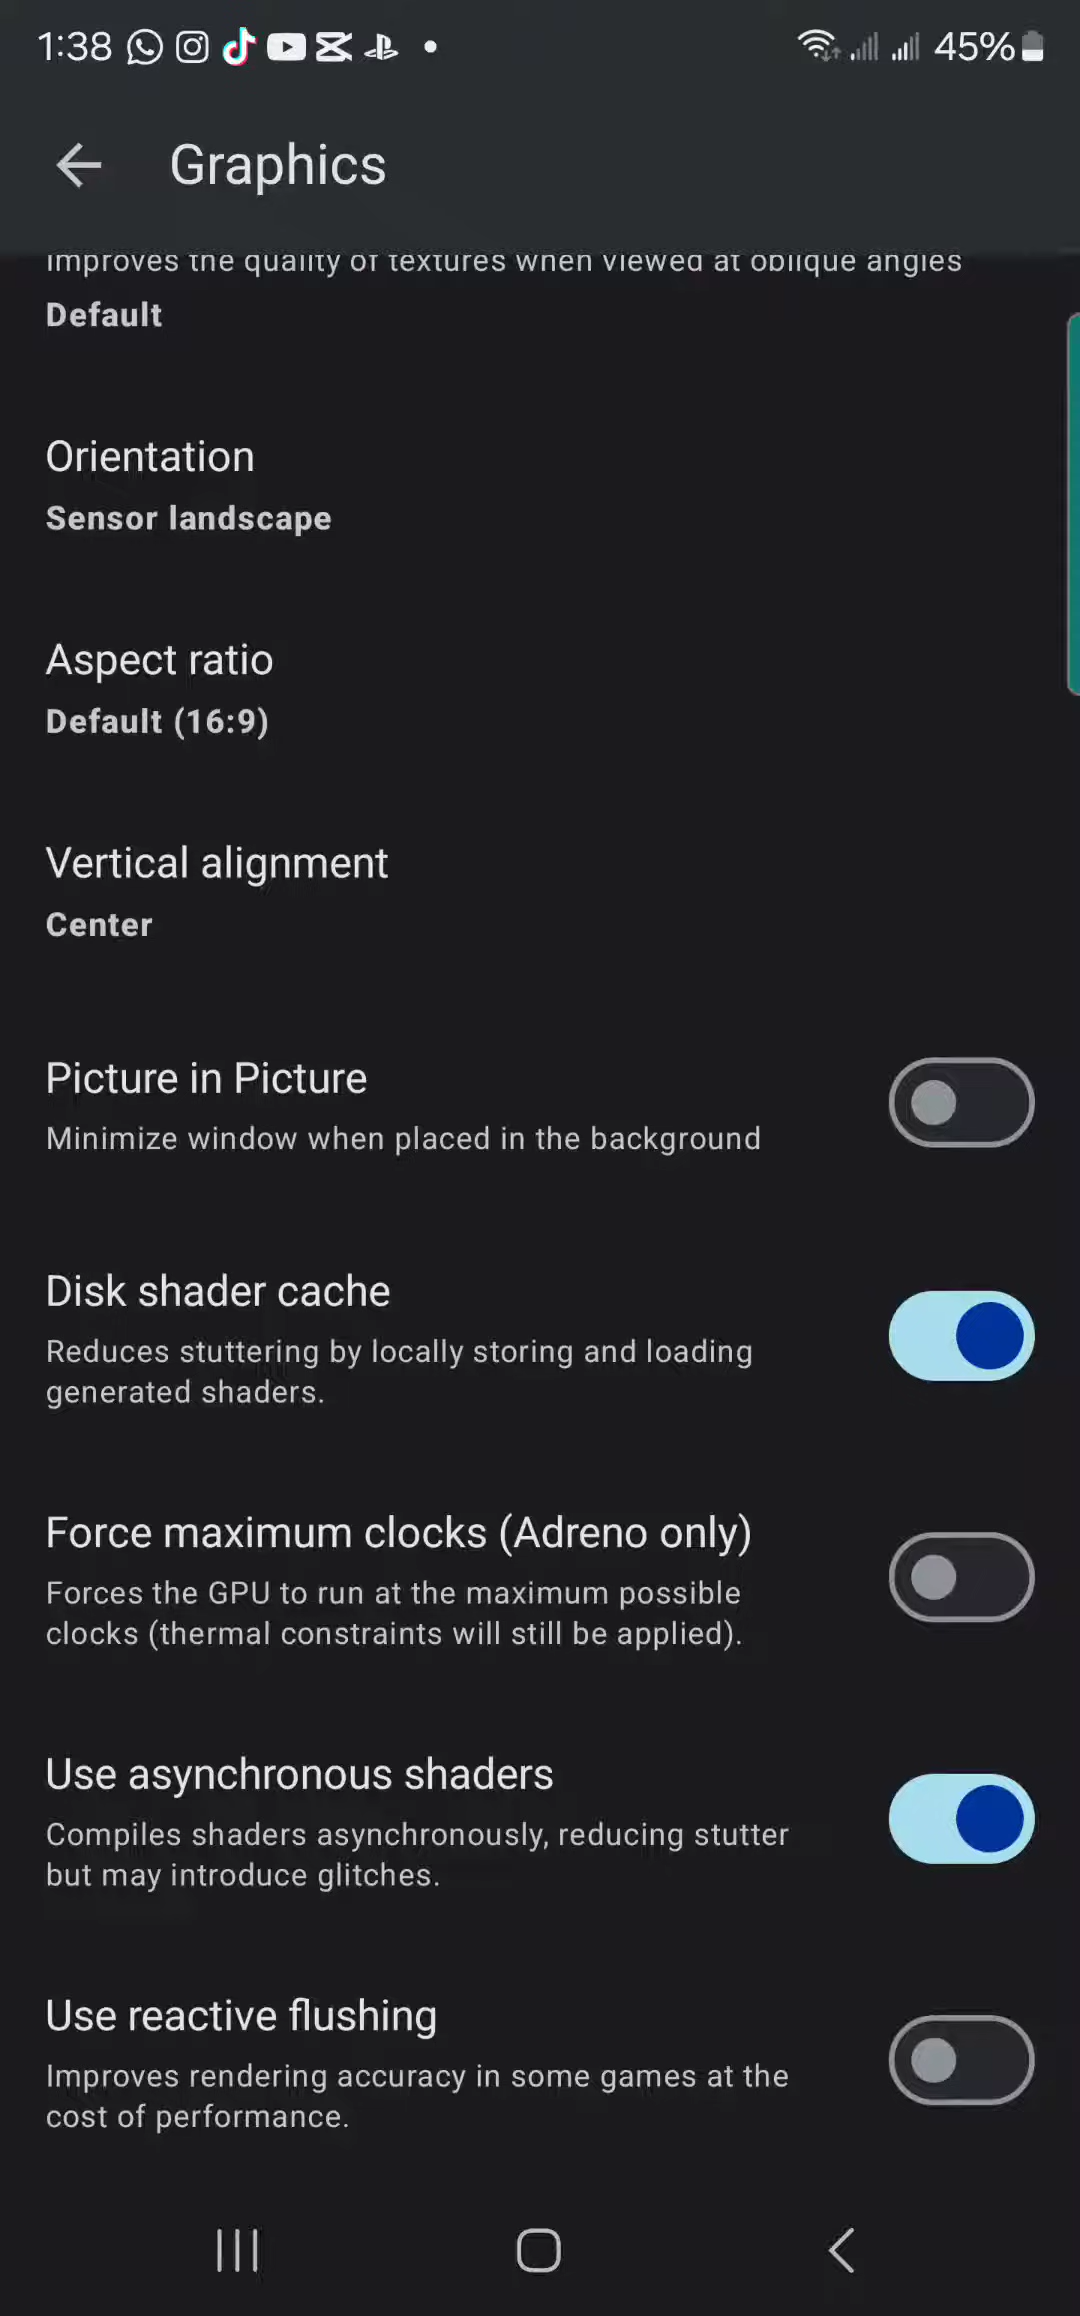 1:38
45%
Graphics
Improves the quality of textures when viewed at oblique angles
Default
Orientation
Sensor landscape
Aspect ratio
Default (16:9)
Vertical alignment
Center
Picture in Picture
Minimize window when placed in the background
Disk shader cache
Reduces stuttering by locally storing and loading
generated shaders.
Force maximum clocks (Adreno only)
Forces the GPU to run at the maximum possible
clocks (thermal constraints will still be applied).
Use asynchronous shaders
Compiles shaders asynchronously, reducing stutter
but may introduce glitches.
Use reactive flushing
Improves rendering accuracy in some games at the
cost of performance.